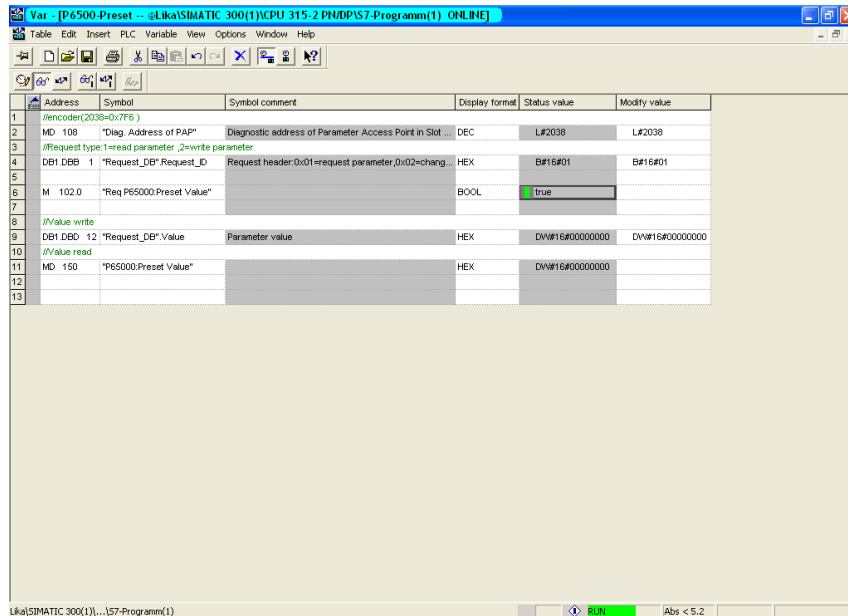 Var - [P6500-Preset -- @Lika\SIMATIC 300(1)\CPU 315-2 PN/DP\S7-Programm(1) ONLINE]
Table Edit Insert PLC Variable View Options Window Help
Address Symbol Symbol comment Display format Status value Modify value
1 //encoder(2038=0x7F6 )
2 MD 108 "Diag. Address of PAP" Diagnostic address of Parameter Access Point in Slot ... DEC L#2038 L#2038
3 //Request type:1=read parameter ,2=write parameter
4 DB1.DBB 1 "Request_DB".Request_ID Request header:0x01=request parameter,0x02=chang... HEX B#16#01 B#16#01
5
6 M 102.0 "Req P65000:Preset Value" BOOL true
7
8 //Value write
9 DB1.DBD 12 "Request_DB".Value Parameter value HEX DW#16#00000000 DW#16#00000000
10 //Value read
11 MD 150 "P65000:Preset Value" HEX DW#16#00000000
12
13
Lika\SIMATIC 300(1)\...\S7-Programm(1) RUN Abs < 5.2